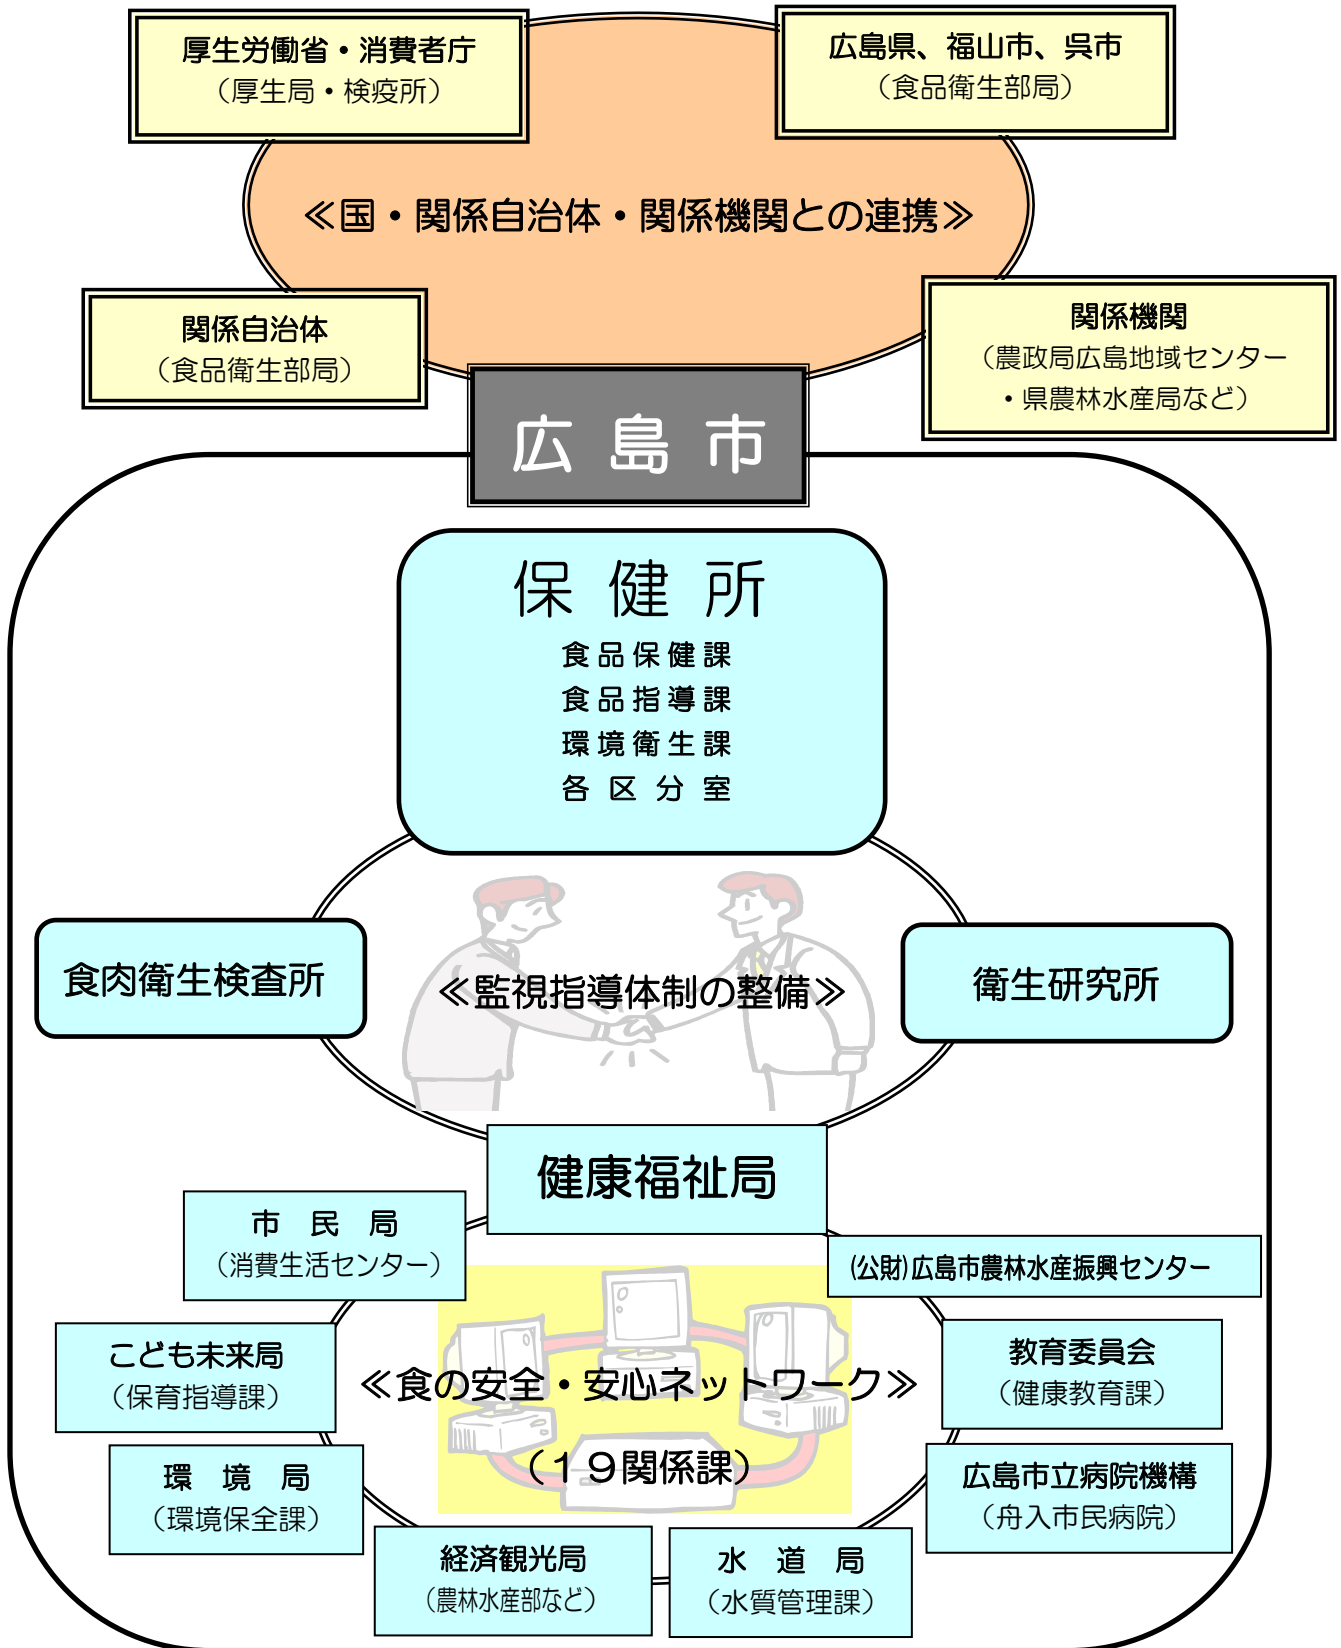 厚生労働省・消費者庁
（厚生局・検疫所）
広島県、福山市、呉市
（食品衛生部局）
≪国・関係自治体・関係機関との連携≫
関係自治体
（食品衛生部局）
関係機関
（農政局広島地域センター
・県農林水産局など）
広島市
保健所
食品保健課
食品指導課
環境衛生課
各区分室
食肉衛生検査所
≪監視指導体制の整備≫
衛生研究所
健康福祉局
市　民　局
（消費生活センター）
(公財)広島市農林水産振興センター
こども未来局
（保育指導課）
≪食の安全・安心ネットワーク≫
（１９関係課）
教育委員会
（健康教育課）
環　境　局
（環境保全課）
広島市立病院機構
（舟入市民病院）
経済観光局
（農林水産部など）
水　道　局
（水質管理課）